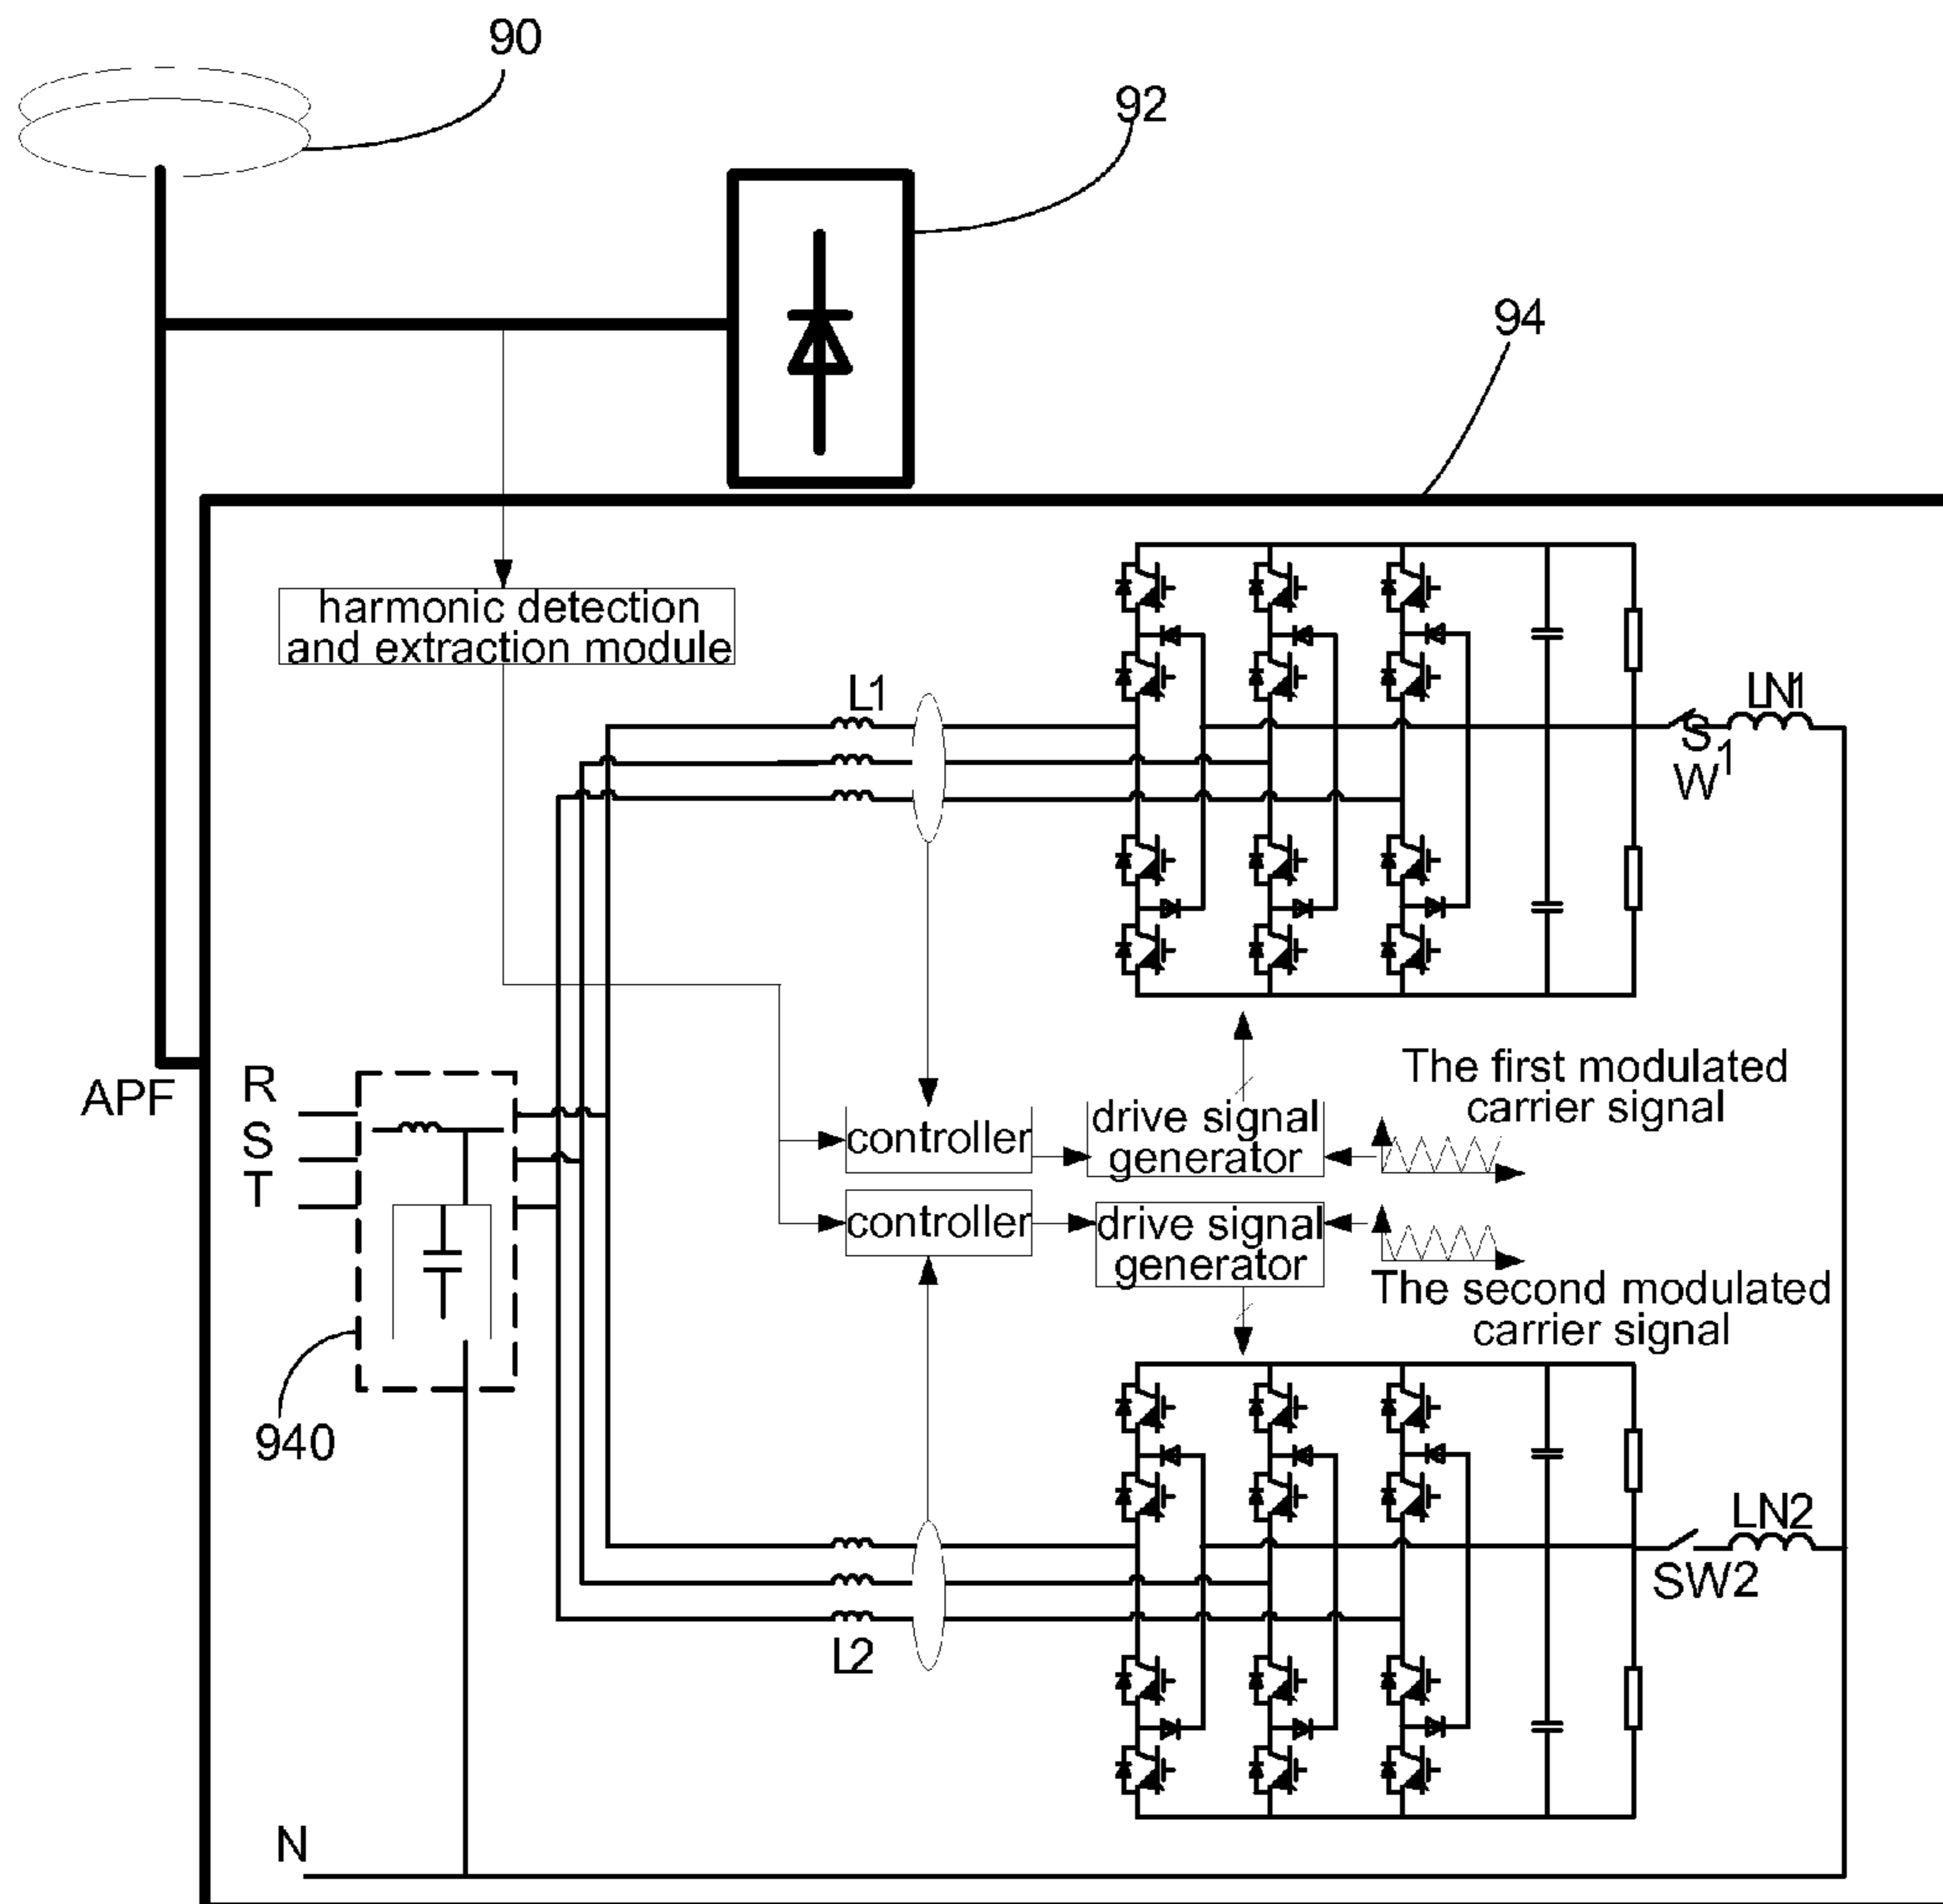 90
92
94
harmonic detection
and extraction module
L1
LN1
S
W1
APF
R
S
T
controller
drive signal
generator
The first modulated
carrier signal
controller
drive signal
generator
The second modulated
carrier signal
940
LN2
SW2
L2
N